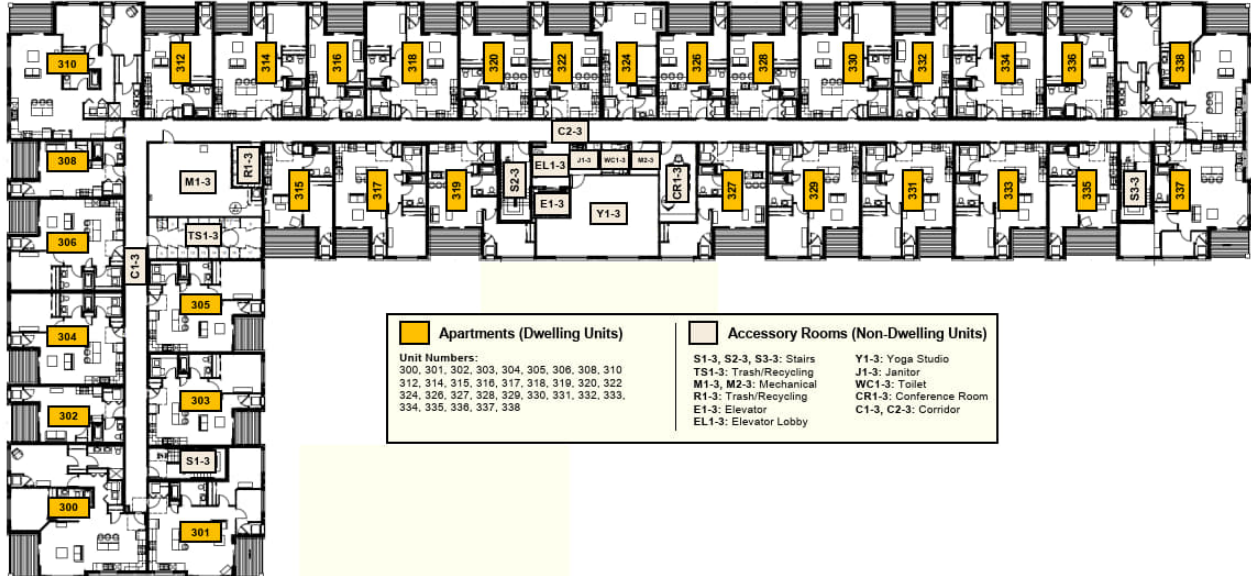 310
312
314
316
318
320
322
324
326
328
330
332
334
336
338
C2-3
308
M1-3
R1-3
315
317
319
S2-3
EL1-3
J1-3
WC1-3
M2-3
E1-3
Y1-3
CR1-3
327
329
331
333
335
S3-3
337
306
TS1-3
C1-3
305
304
303
302
S1-3
300
301
Apartments (Dwelling Units)
Unit Numbers:
300, 301, 302, 303, 304, 305, 306, 308, 310
312, 314, 315, 316, 317, 318, 319, 320, 322
324, 326, 327, 328, 329, 330, 331, 332, 333,
334, 335, 336, 337, 338
Accessory Rooms (Non-Dwelling Units)
S1-3, S2-3, S3-3: Stairs
TS1-3: Trash/Recycling
M1-3, M2-3: Mechanical
R1-3: Trash/Recycling
E1-3: Elevator
EL1-3: Elevator Lobby
Y1-3: Yoga Studio
J1-3: Janitor
WC1-3: Toilet
CR1-3: Conference Room
C1-3, C2-3: Corridor